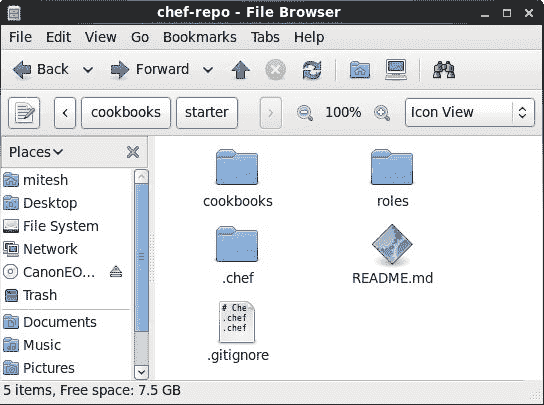 chef-repo - File Browser
File Edit View Go Bookmarks Tabs Help
Back Forward
cookbooks starter 100% Icon View
Places
mitesh
Desktop
File System
Network
CanonEO...
Trash
Documents
Music
Pictures
cookbooks roles
.chef README.md
# Che
.chef
.chef
.gitignore
5 items, Free space: 7.5 GB